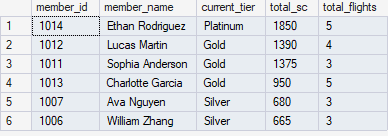 member_id member_name current_tier total_sc total_flights
1 1014 Ethan Rodriguez Platinum 1850 5
2 1012 Lucas Martin Gold 1390 4
3 1011 Sophia Anderson Gold 1375 3
4 1013 Charlotte Garcia Gold 950 5
5 1007 Ava Nguyen Silver 680 3
6 1006 William Zhang Silver 665 3